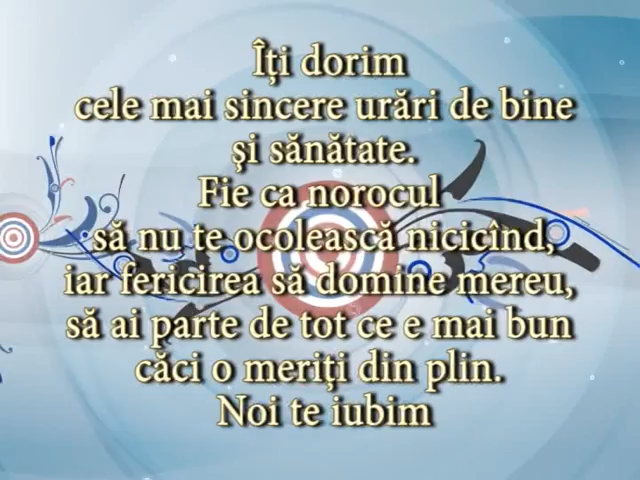 Îți dorim
cele mai sincere urări de bine
și sănătate.
Fie ca norocul
să nu te ocolească nicicînd,
iar fericirea să domine mereu,
să ai parte de tot ce e mai bun
căci o meriți din plin.
Noi te iubim